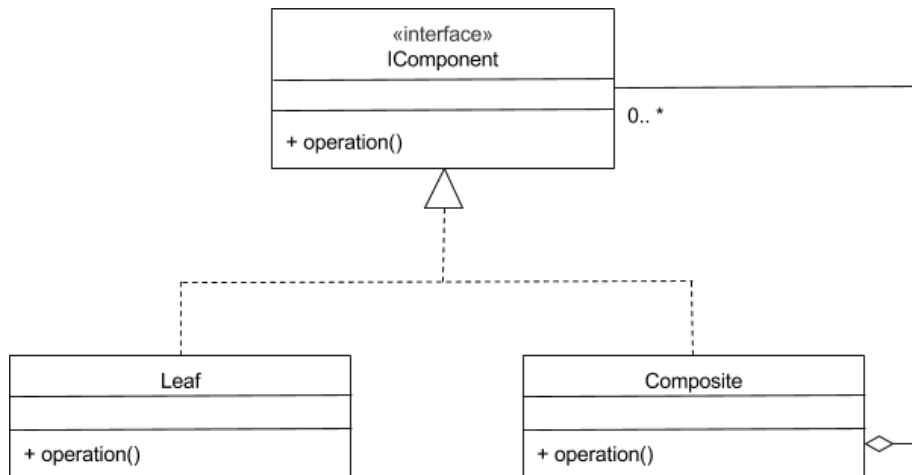 «interface»
IComponent
0.. *
+ operation()
Leaf
Composite
+ operation()
+ operation()